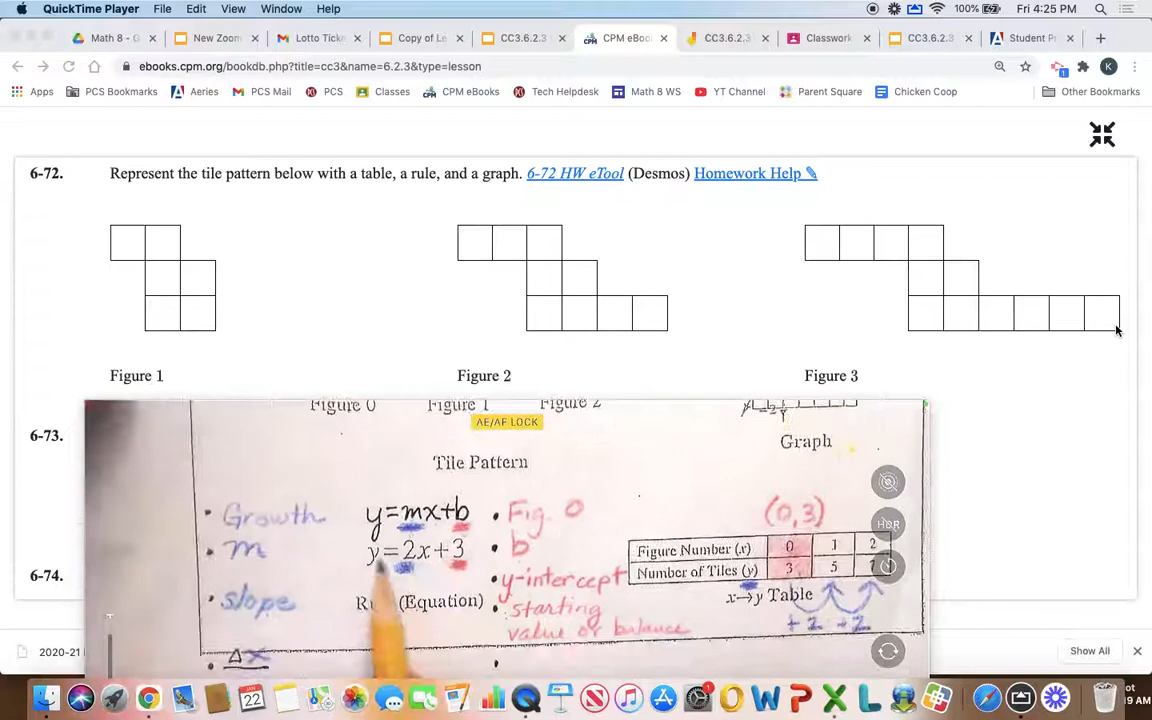 QuickTime Player File Edit View Window Help 100% Fri 4:25 PM
Math 8 - G New Zoom Lotto Ticke Copy of Le CC3.6.2.3 CPM eBoo CC3.6.2.3 Classwork CC3.6.2.3 Student P
ebooks.cpm.org/bookdb.php?title=cc3&name=6.2.3&type=lesson K
Apps PCS Bookmarks Aeries PCS Mail PCS Classes CPM eBooks Tech Helpdesk Math 8 WS YT Channel Parent Square Chicken Coop Other Bookmarks
6-72. Represent the tile pattern below with a table, a rule, and a graph. 6-72 HW eTool (Desmos) Homework Help
Figure 1 Figure 2 Figure 3
Figure 0 Figure 1 Figure 2
AE/AF LOCK
6-73.
Graph
Tile Pattern
Growth y=mx+b Fig. 0 (0,3)
HDR
m y=2x+3 b Figure Number (x) 0 1 2
6-74.
y-intercept Number of Tiles (y) 3 5 7
slope (Equation) starting x→y Table
value or balance +2 +2
Δx
2020-21 Show All
22